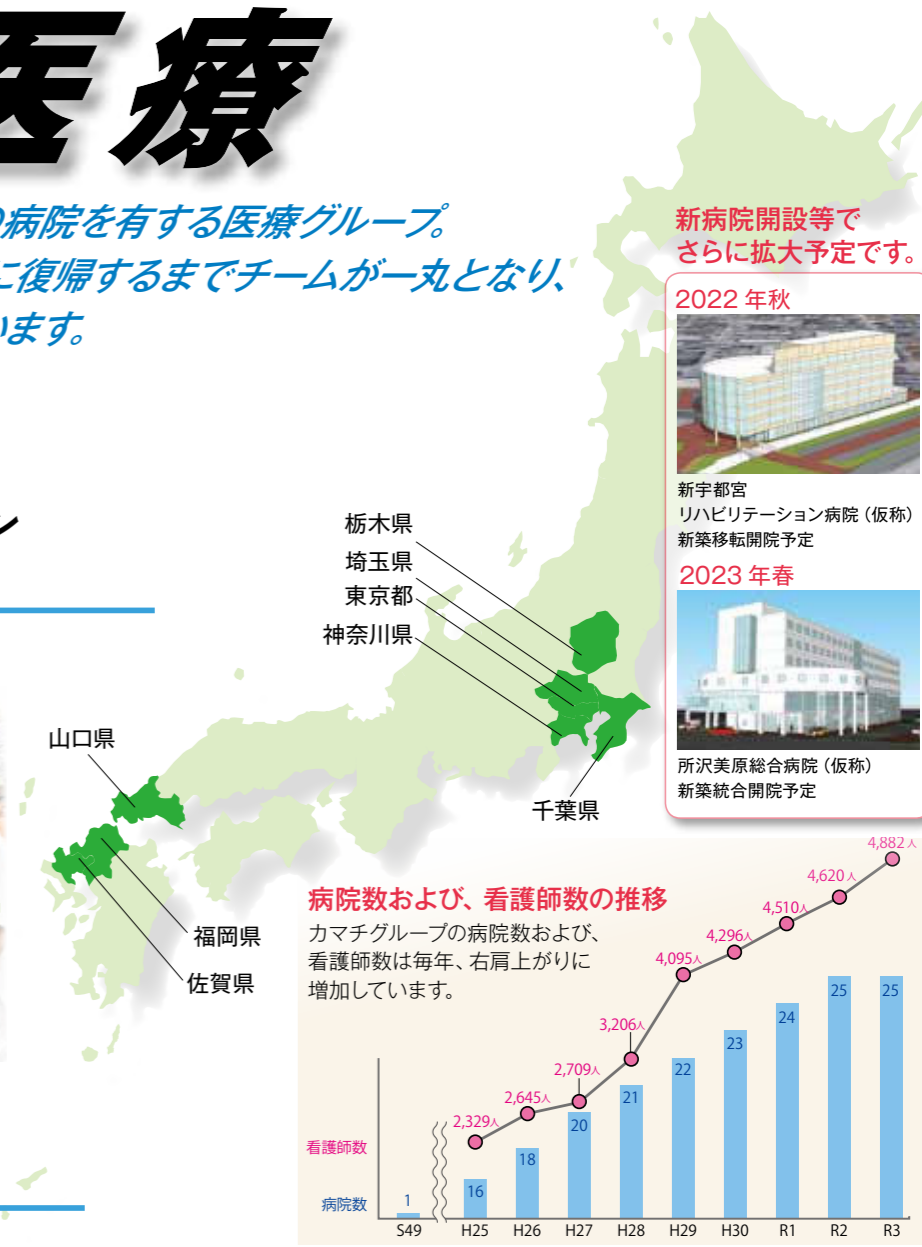 医療
の病院を有する医療グループ。
に復帰するまでチームが一丸となり、
います。
ン
新病院開設等で
さらに拡大予定です。
2022 年秋
新宇都宮
リハビリテーション病院（仮称）
新築移転開院予定
2023 年春
所沢美原総合病院（仮称）
新築統合開院予定
栃木県
埼玉県
東京都
神奈川県
千葉県
山口県
福岡県
佐賀県
病院数および、看護師数の推移
カマチグループの病院数および、
看護師数は毎年、右肩上がりに
増加しています。
看護師数
2,329人 2,645人 2,709人 3,206人 4,095人 4,296人 4,510人 4,620人 4,882人
病院数
1 16 18 20 21 22 23 24 25 25
S49 H25 H26 H27 H28 H29 H30 R1 R2 R3